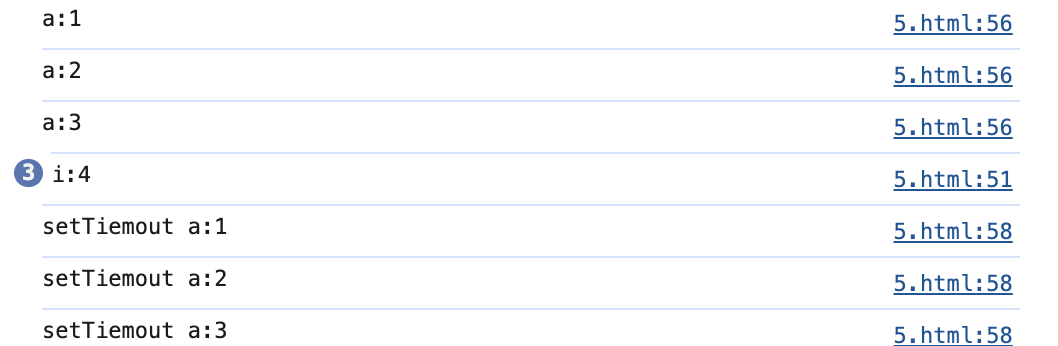 a:1 5.html:56
a:2 5.html:56
a:3 5.html:56
3 i:4 5.html:51
setTiemout a:1 5.html:58
setTiemout a:2 5.html:58
setTiemout a:3 5.html:58